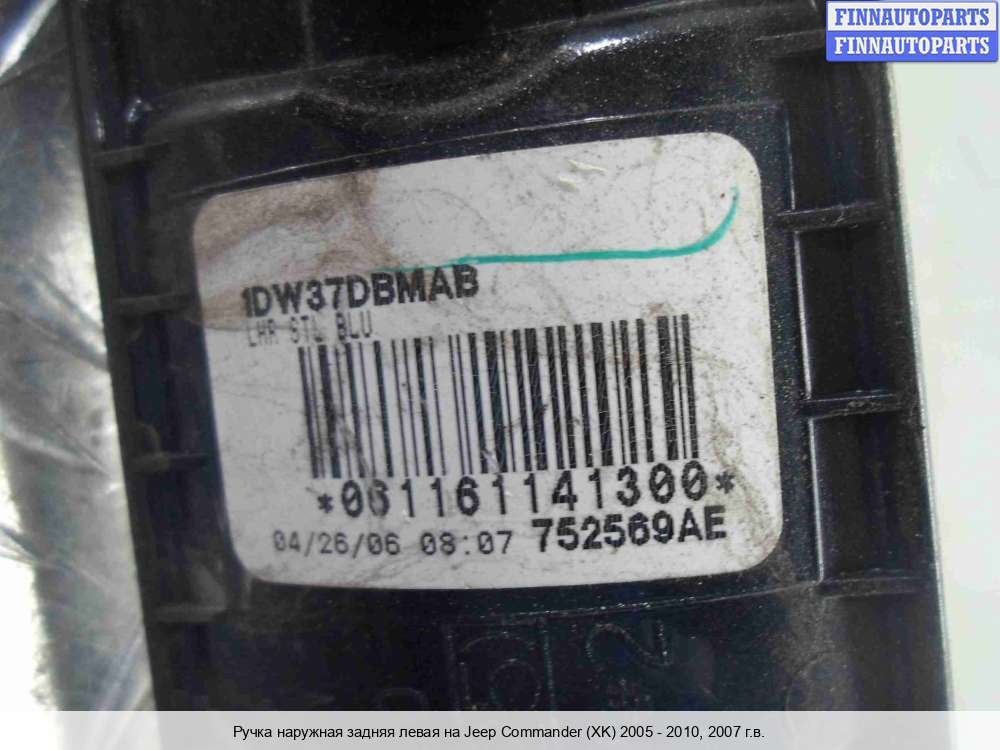 FINNAUTOPARTS
FINNAUTOPARTS
1DW37DBMAB
LHR STL BLU
*061161141300*
04/26/06 08:07 752569AE
Ручка наружная задняя левая на Jeep Commander (XK) 2005 - 2010, 2007 г.в.